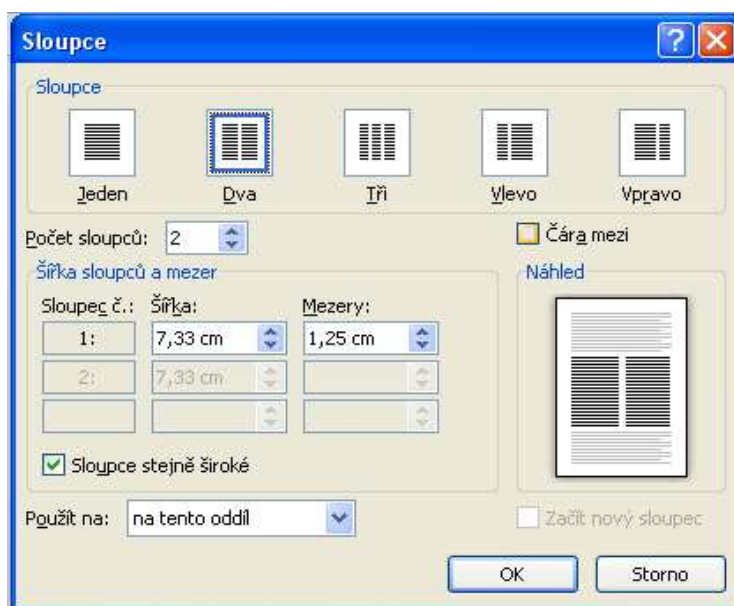 Sloupce
Sloupce
Jeden Dva Tři Vlevo Vpravo
Počet sloupců: 2 Čára mezi
Šířka sloupců a mezer Náhled
Sloupec č.: Šířka: Mezery:
1: 7,33 cm 1,25 cm
2: 7,33 cm
Sloupce stejně široké
Použít na: na tento oddíl Začít nový sloupec
OK Storno